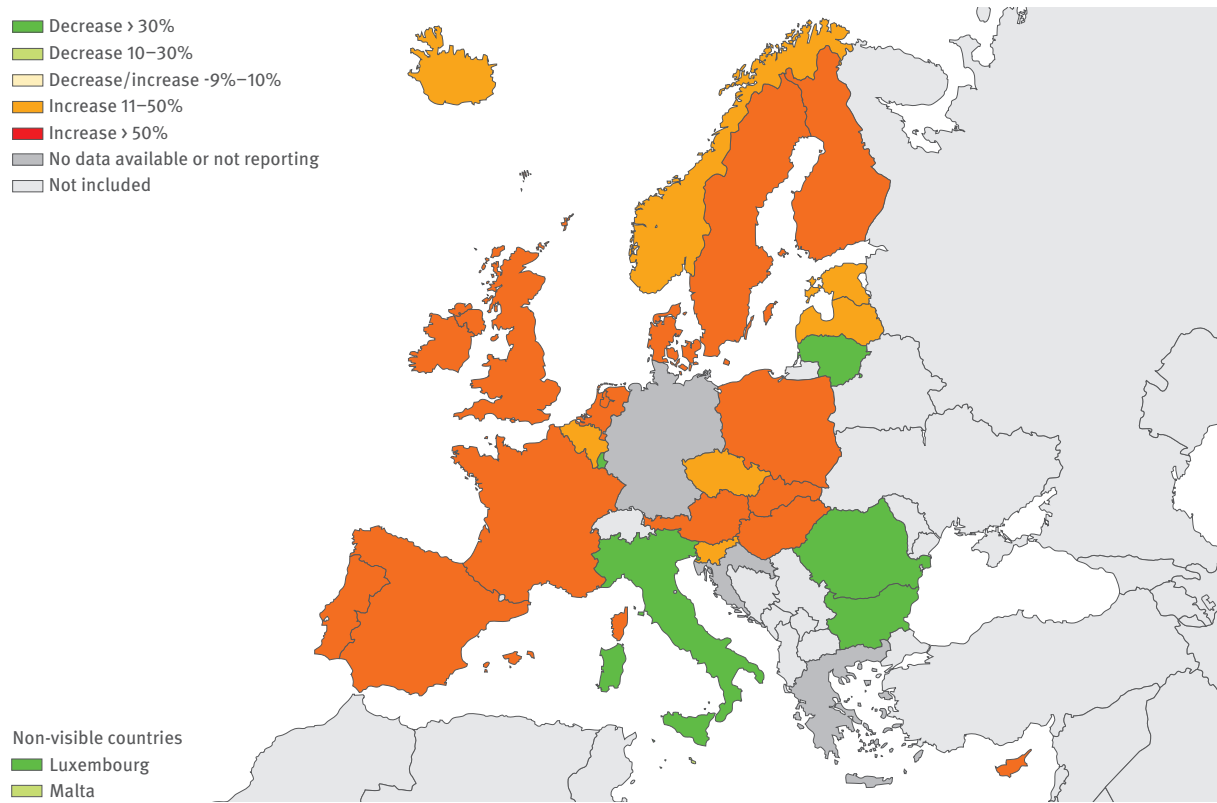 Decrease > 30%
Decrease 10–30%
Decrease/increase -9%–10%
Increase 11–50%
Increase > 50%
No data available or not reporting
Not included
Non-visible countries
Luxembourg
Malta